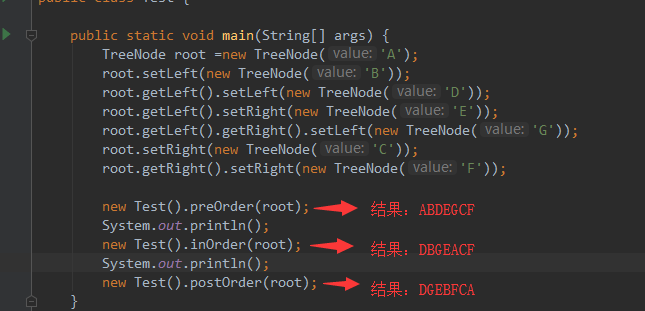 public class Test {
public static void main(String[] args) {
TreeNode root =new TreeNode( value: 'A');
root.setLeft(new TreeNode( value: 'B'));
root.getLeft().setLeft(new TreeNode( value: 'D'));
root.getLeft().setRight(new TreeNode( value: 'E'));
root.getLeft().getRight().setLeft(new TreeNode( value: 'G'));
root.setRight(new TreeNode( value: 'C'));
root.getRight().setRight(new TreeNode( value: 'F'));
new Test().preOrder(root); 结果：ABDEGCF
System.out.println();
new Test().inOrder(root); 结果：DBGEACF
System.out.println();
new Test().postOrder(root); 结果：DGEBFCA
}